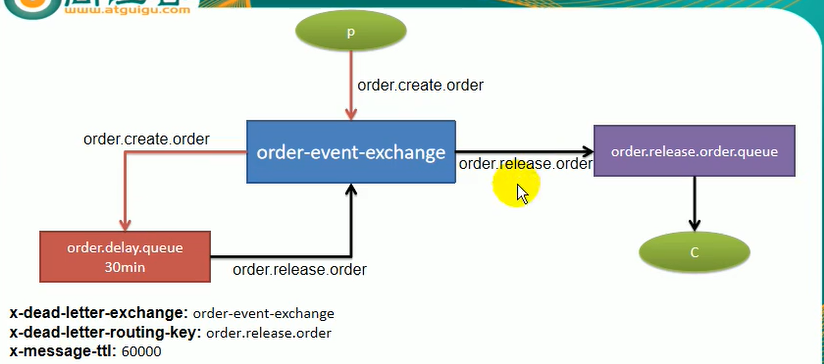 www.atguigu.com
p
order.create.order
order.create.order
order-event-exchange
order.release.order
order.release.order.queue
order.delay.queue
30min
order.release.order
C
x-dead-letter-exchange: order-event-exchange
x-dead-letter-routing-key: order.release.order
x-message-ttl: 60000